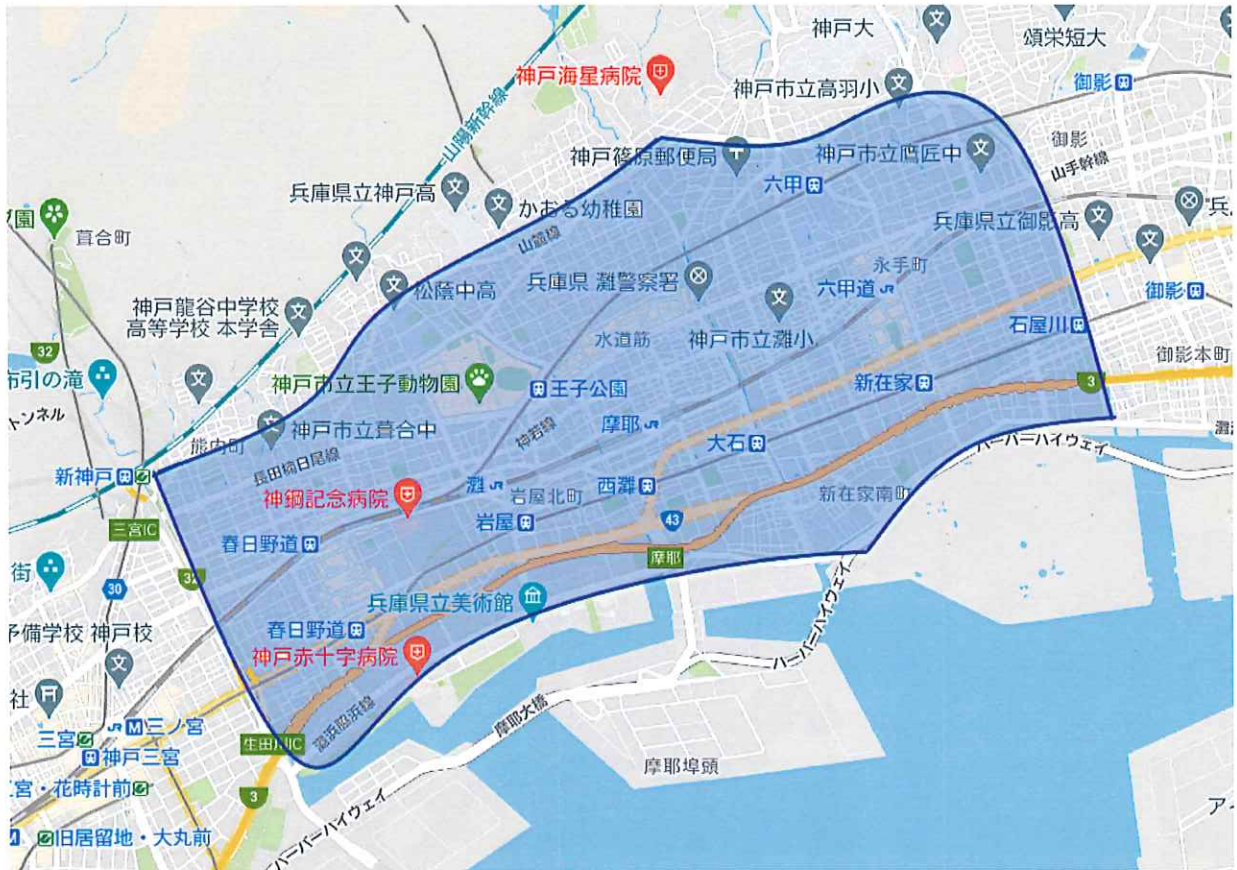 神戸大
頌栄短大
神戸海星病院
神戸市立高羽小
御影
山陽新幹線
御影
神戸篠原郵便局
神戸市立鷹匠中
山手幹線
兵庫県立神戸高
六甲
かおる幼稚園
兵庫県立御影高
兵
園
葺合町
山麓線
永手町
兵庫県 灘警察署
松蔭中高
六甲道
御影
神戸龍谷中学校
高等学校 本学舎
石屋川
水道筋
神戸市立灘小
32
御影本町
布引の滝
神戸市立王子動物園
王子公園
新在家
3
トンネル
摩耶
神若線
神戸市立葺合中
熊内町
大石
ハーバーハイウェイ
新神戸
灘
西灘
岩屋北町
新在家南町
神鋼記念病院
岩屋
43
三宮IC
春日野道
摩耶
街
32
30
兵庫県立美術館
ハーバーハイウェイ
予備学校 神戸校
春日野道
神戸赤十字病院
社
三ノ宮
摩耶大橋
三宮
生田川IC
神戸三宮
摩耶埠頭
宮・花時計前
3
ハーバーハイウェイ
旧居留地・大丸前